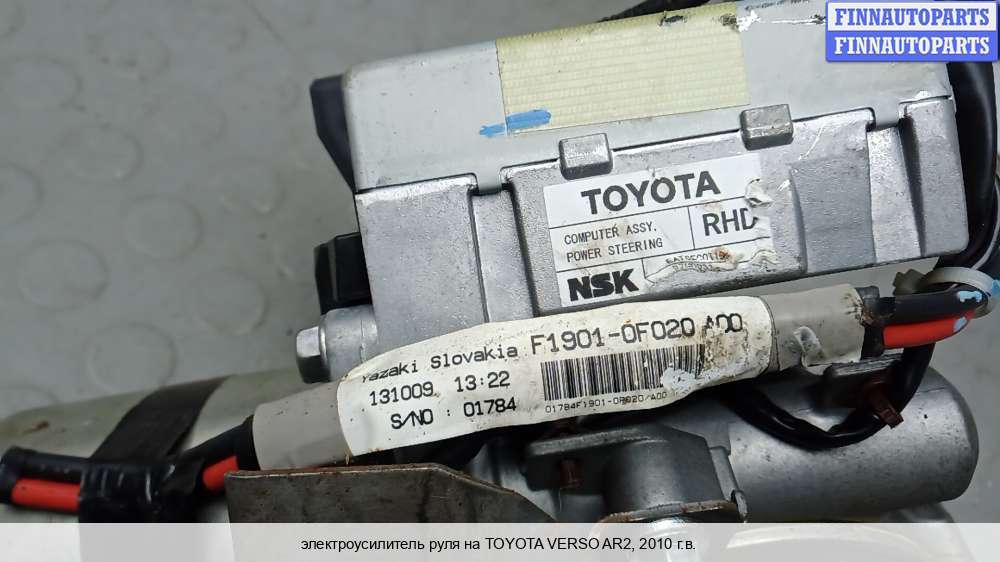 FINNAUTOPARTS
FINNAUTOPARTS
TOYOTA
COMPUTER ASSY.
POWER STEERING
RHD
NSK
Yazaki Slovakia F1901-0F020 A00
131009 13:22
S/NO : 01784
01784F1901-0F020/A00
электроусилитель руля на TOYOTA VERSO AR2, 2010 г.в.